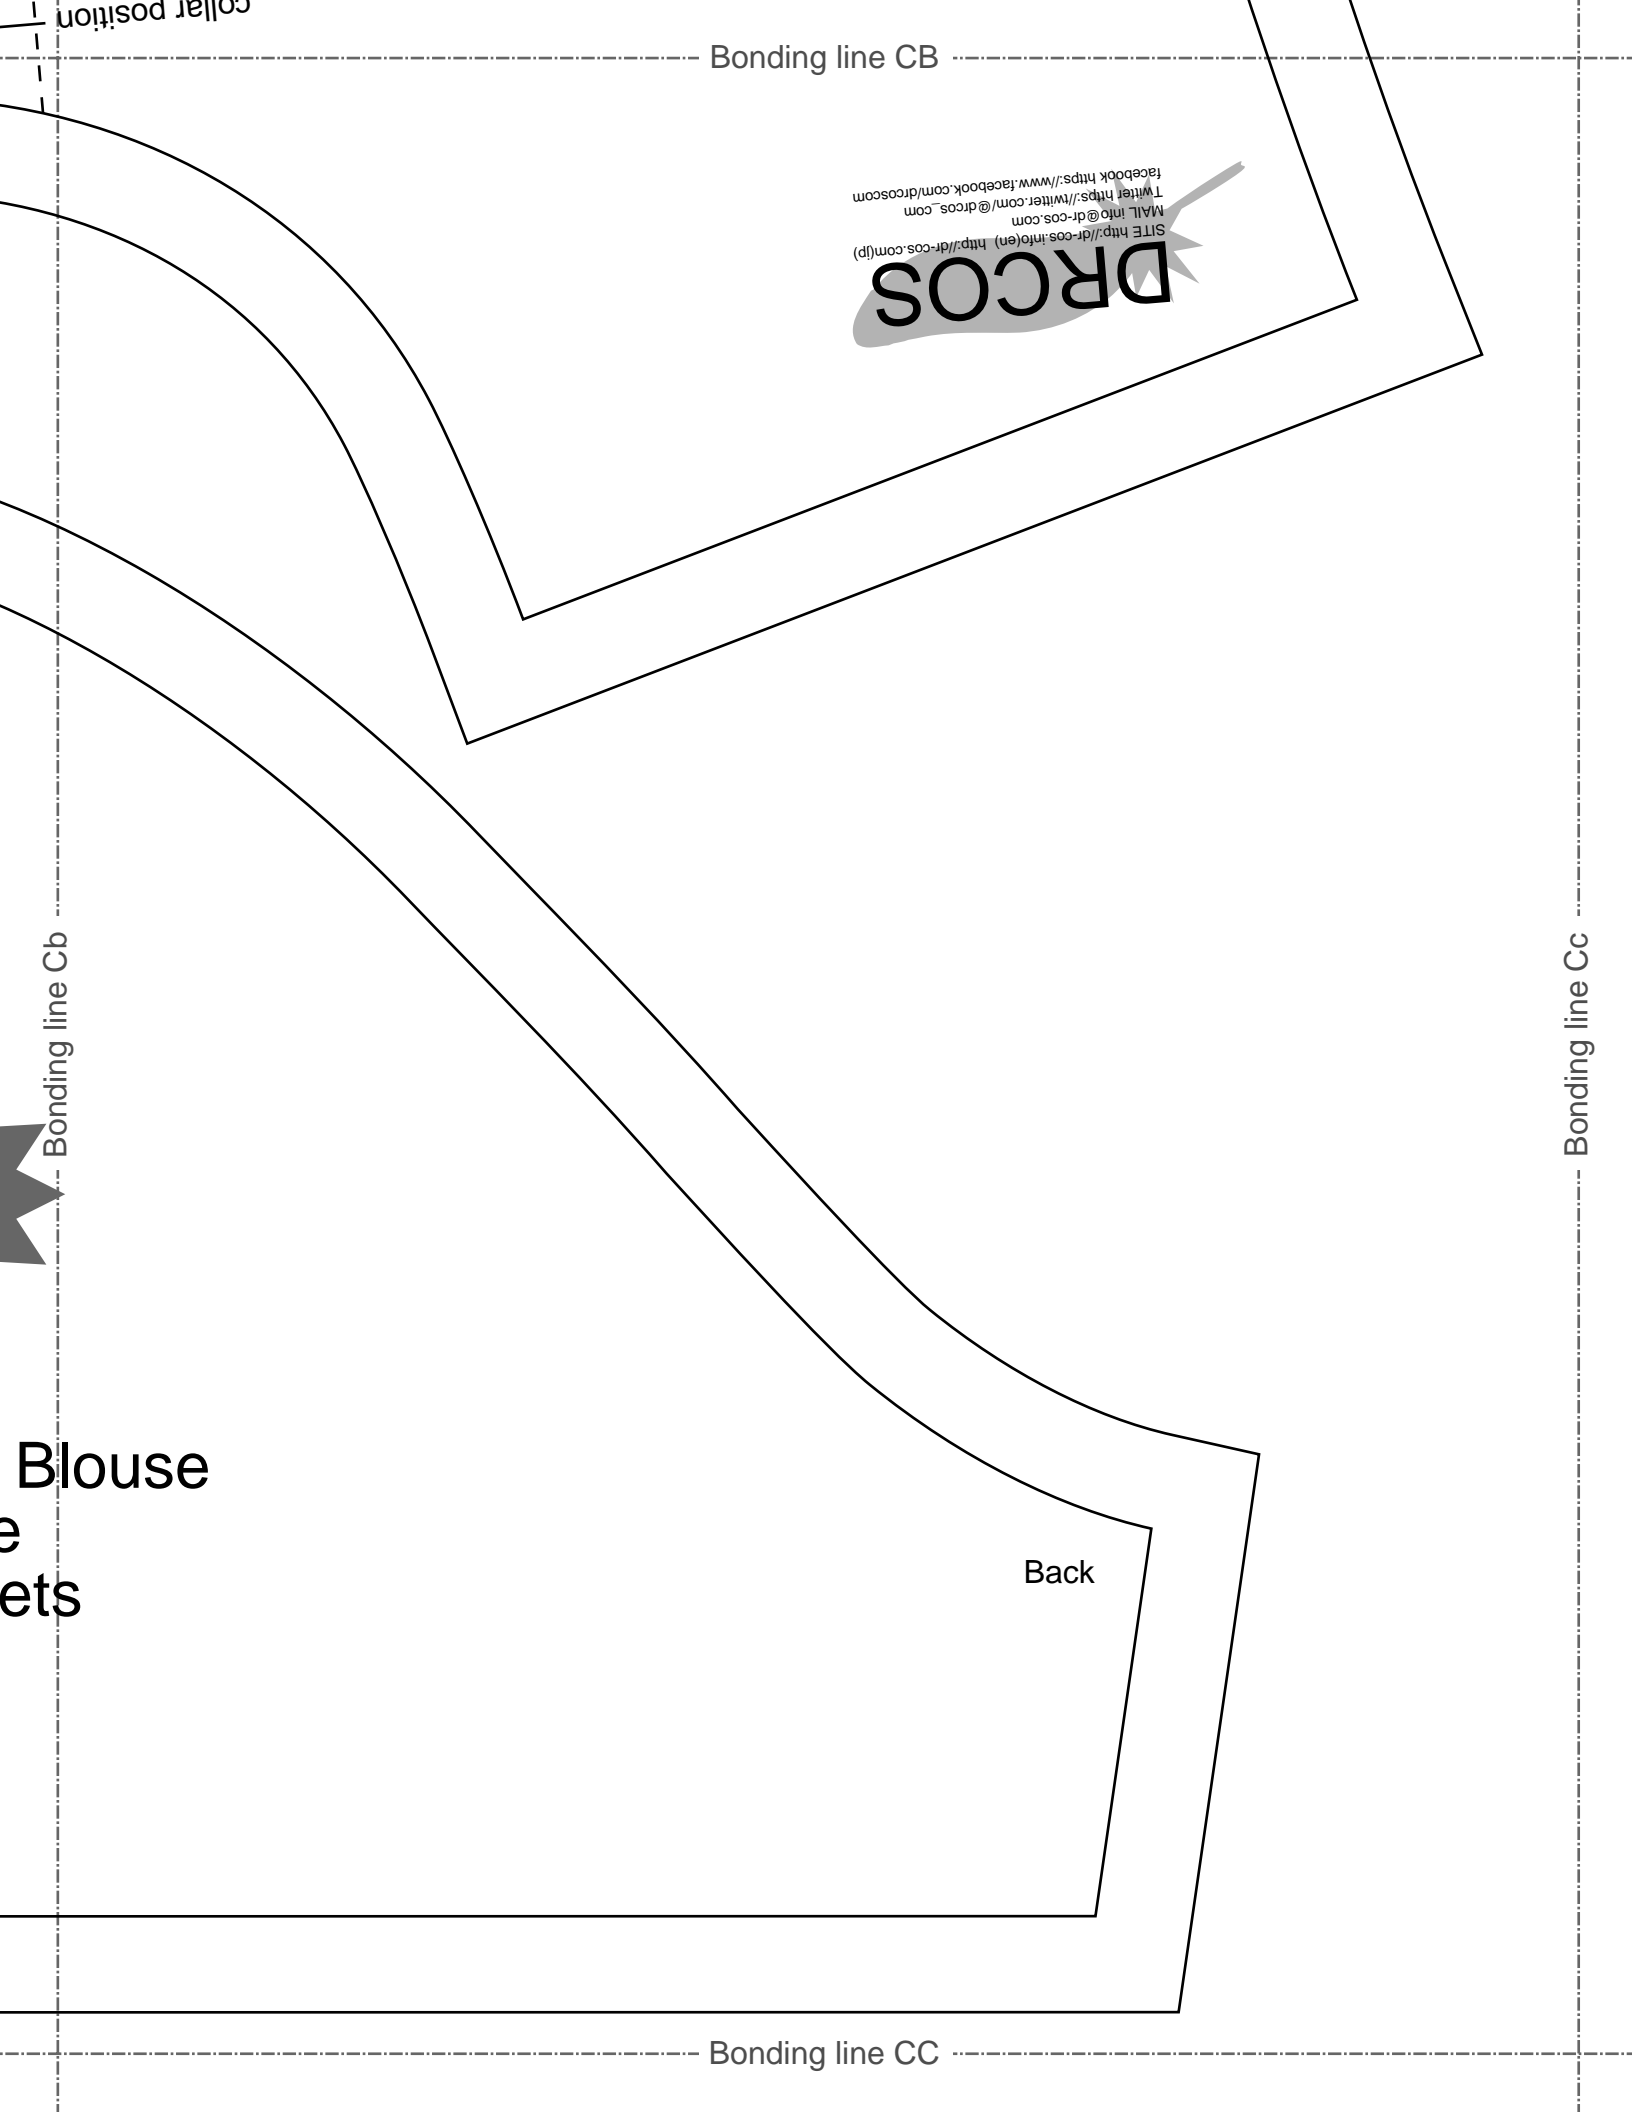 collar position
Bonding line CB
DRCOS
SITE http://dr-cos.info(en) http://dr-cos.com(jp)
MAIL info@dr-cos.com
Twitter https://twitter.com/@drcos_com
facebook https://www.facebook.com/drcoscom
Bonding line Cb
Bonding line Cc
Blouse
e
ets
Back
Bonding line CC